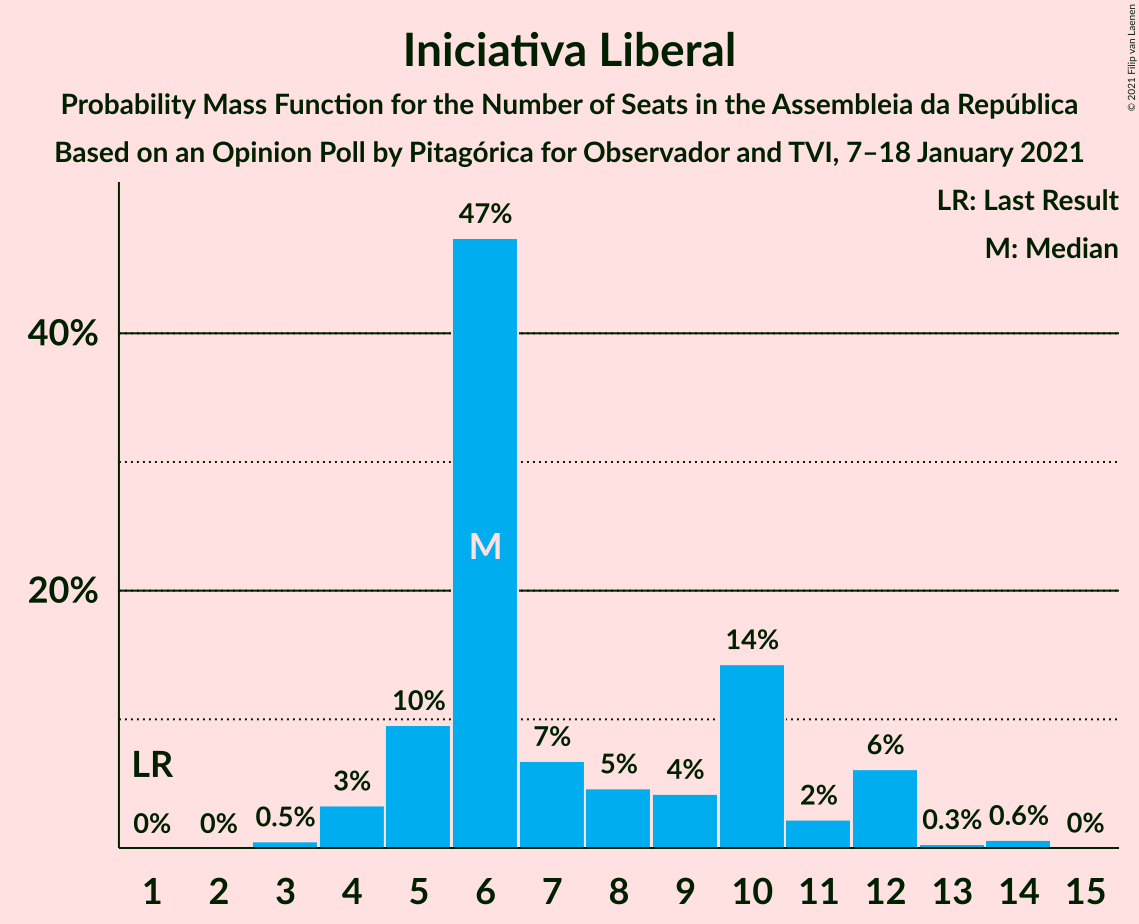 Iniciativa Liberal
Probability Mass Function for the Number of Seats in the Assembleia da República
Based on an Opinion Poll by Pitagórica for Observador and TVI, 7–18 January 2021
© 2021 Filip van Laenen
LR: Last Result
M: Median
47%
40%
M
20%
14%
10%
7%
6%
LR
5%
4%
3%
2%
0% 0% 0.5% 0.3% 0.6% 0%
1 2 3 4 5 6 7 8 9 10 11 12 13 14 15